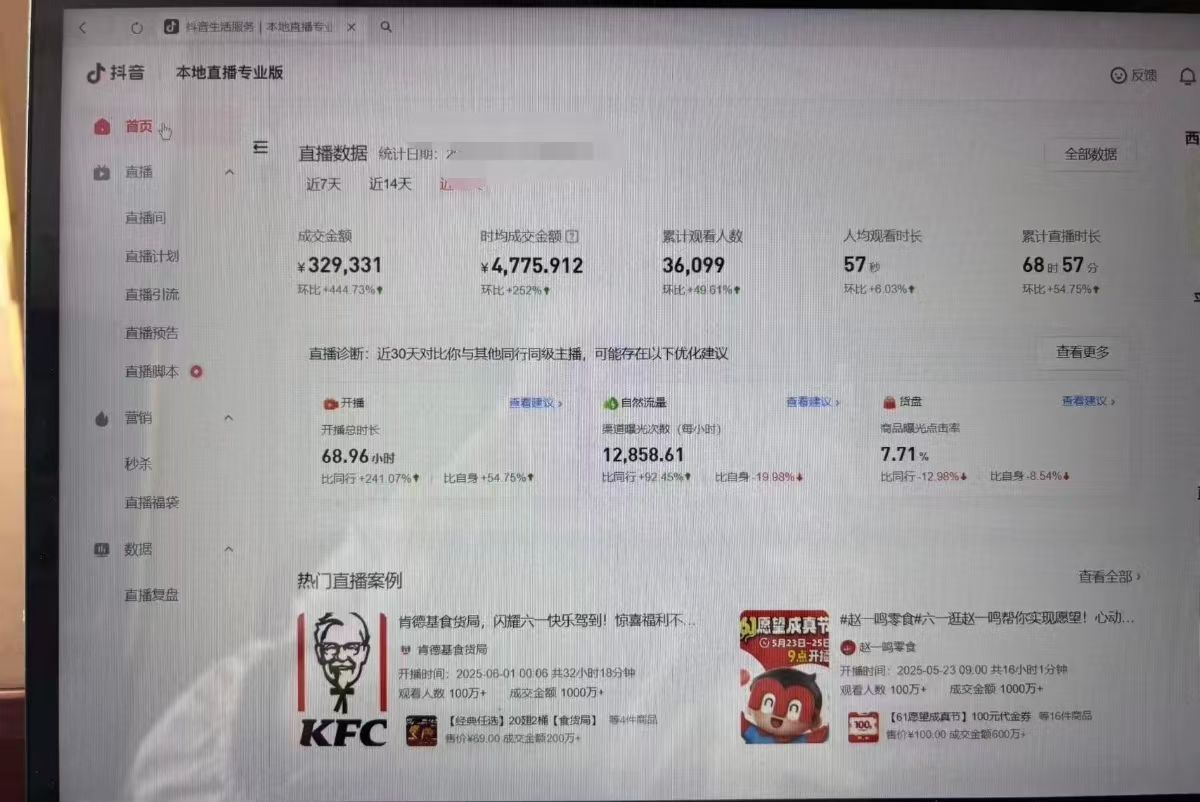 抖音生活服务 | 本地直播专业
抖音 本地直播专业版 反馈
首页
直播
直播间
直播计划
直播引流
直播预告
直播脚本
营销
秒杀
直播福袋
数据
直播复盘
直播数据 统计日期: 全部数据
近7天 近14天 近
成交金额 时均成交金额 累计观看人数 人均观看时长 累计直播时长
¥329,331 ¥4,775.912 36,099 57秒 68时57分
环比+444.73% 环比+252% 环比+49.61% 环比+6.03% 环比+54.75%
直播诊断：近30天对比你与其他同行同级主播，可能存在以下优化建议 查看更多
开播 查看建议 › 自然流量 查看建议 › 货盘 查看建议 ›
开播总时长 渠道曝光次数（每小时） 商品曝光点击率
68.96小时 12,858.61 7.71%
比同行+241.07% 比自身+54.75% 比同行+92.45% 比自身-19.98% 比同行-12.98% 比自身-8.54%
热门直播案例 查看全部 ›
KFC
肯德基食货局，闪耀六一快乐驾到！惊喜福利不...
肯德基食货局
开播时间：2025-06-01 00:06 共32小时18分钟
观看人数 100万+ 成交金额 1000万+
【经典任选】20翅2桶【食货局】 等4件商品
售价¥69.00 成交金额200万+
61愿望成真节
5月23日-25日
9点开播
#赵一鸣零食#六一逛赵一鸣帮你实现愿望！心动...
赵一鸣零食
开播时间：2025-05-23 09:00 共16小时1分钟
观看人数 100万+ 成交金额 1000万+
100
【61愿望成真节】100元代金券 等16件商品
售价¥100.00 成交金额600万+
西